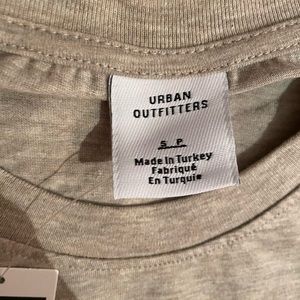 URBAN
OUTFITTERS
S P
Made In Turkey
Fabriqué
En Turquie